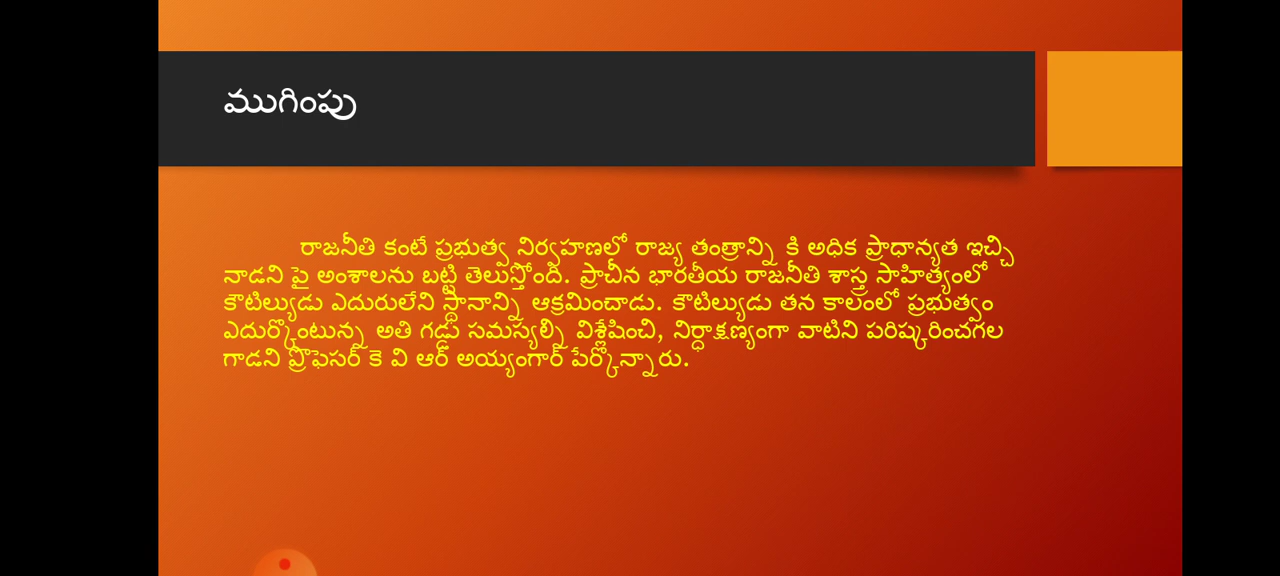 ముగింపు
రాజనీతి కంటే ప్రభుత్వ నిర్వహణలో రాజ్య తంత్రాన్ని కి అధిక ప్రాధాన్యత ఇచ్చి
నాడని పై అంశాలను బట్టి తెలుస్తోంది. ప్రాచీన భారతీయ రాజనీతి శాస్త్ర సాహిత్యంలో
కౌటిల్యుడు ఎదురులేని స్థానాన్ని ఆక్రమించాడు. కౌటిల్యుడు తన కాలంలో ప్రభుత్వం
ఎదుర్కొంటున్న అతి గడ్డు సమస్యల్ని విశ్లేషించి, నిర్ధాక్షణ్యంగా వాటిని పరిష్కరించగల
గాడని ప్రొఫెసర్ కె వి ఆర్ అయ్యంగార్ పేర్కొన్నారు.